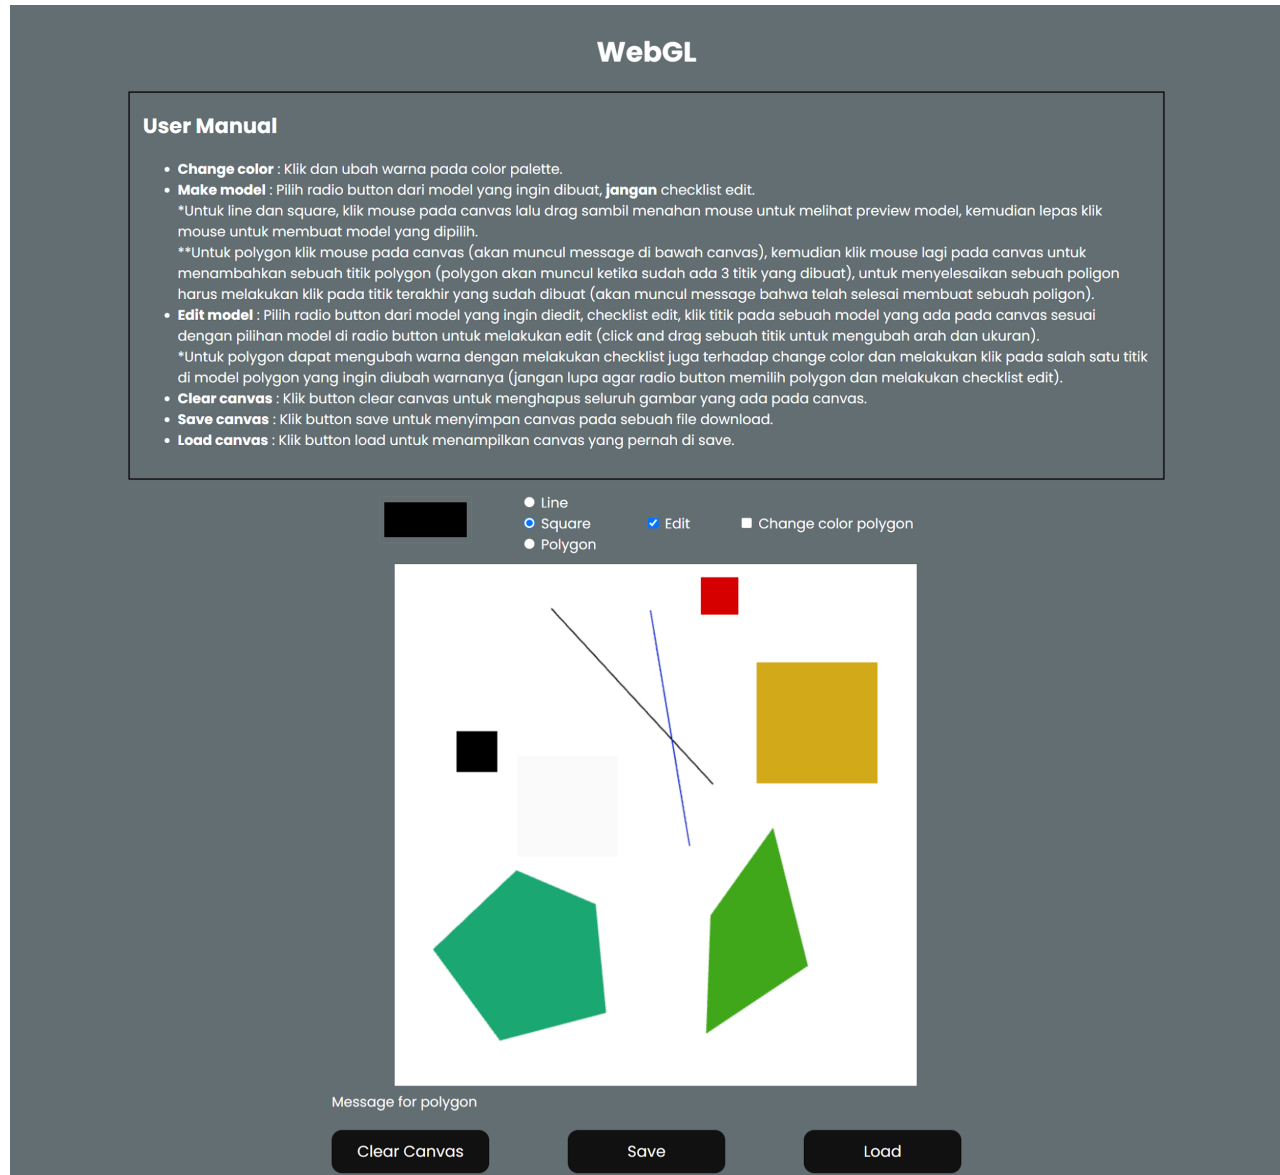 WebGL
User Manual
• Change color : Klik dan ubah warna pada color palette.
• Make model : Pilih radio button dari model yang ingin dibuat, jangan checklist edit.
*Untuk line dan square, klik mouse pada canvas lalu drag sambil menahan mouse untuk melihat preview model, kemudian lepas klik
mouse untuk membuat model yang dipilih.
**Untuk polygon klik mouse pada canvas (akan muncul message di bawah canvas), kemudian klik mouse lagi pada canvas untuk
menambahkan sebuah titik polygon (polygon akan muncul ketika sudah ada 3 titik yang dibuat), untuk menyelesaikan sebuah poligon
harus melakukan klik pada titik terakhir yang sudah dibuat (akan muncul message bahwa telah selesai membuat sebuah poligon).
• Edit model : Pilih radio button dari model yang ingin diedit, checklist edit, klik titik pada sebuah model yang ada pada canvas sesuai
dengan pilihan model di radio button untuk melakukan edit (click and drag sebuah titik untuk mengubah arah dan ukuran).
*Untuk polygon dapat mengubah warna dengan melakukan checklist juga terhadap change color dan melakukan klik pada salah satu titik
di model polygon yang ingin diubah warnanya (jangan lupa agar radio button memilih polygon dan melakukan checklist edit).
• Clear canvas : Klik button clear canvas untuk menghapus seluruh gambar yang ada pada canvas.
• Save canvas : Klik button save untuk menyimpan canvas pada sebuah file download.
• Load canvas : Klik button load untuk menampilkan canvas yang pernah di save.
Line
Square
Polygon
Edit
Change color polygon
Message for polygon
Clear Canvas
Save
Load